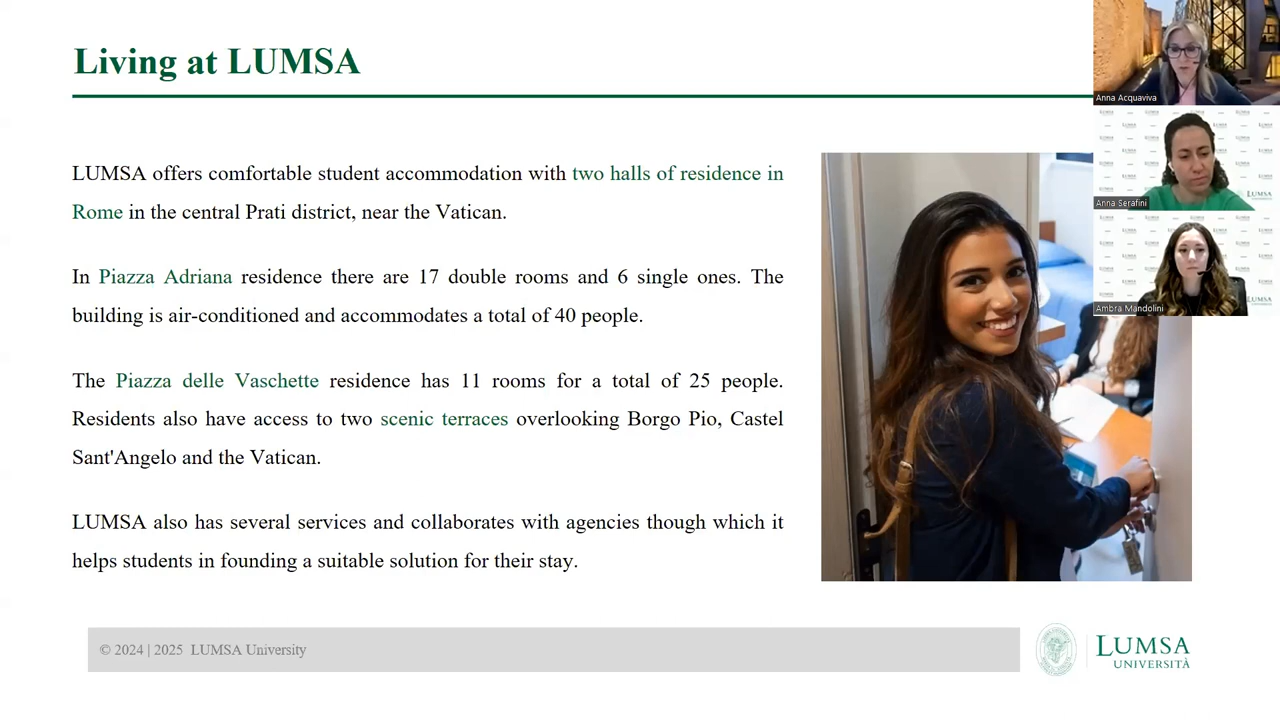 Living at LUMSA
LUMSA offers comfortable student accommodation with two halls of residence in
Rome in the central Prati district, near the Vatican.
In Piazza Adriana residence there are 17 double rooms and 6 single ones. The
building is air-conditioned and accommodates a total of 40 people.
The Piazza delle Vaschette residence has 11 rooms for a total of 25 people.
Residents also have access to two scenic terraces overlooking Borgo Pio, Castel
Sant'Angelo and the Vatican.
LUMSA also has several services and collaborates with agencies though which it
helps students in founding a suitable solution for their stay.
Anna Acquaviva
Anna Serafini
Ambra Mandolini
© 2024 | 2025 LUMSA University
LUMSA
UNIVERSITÀ